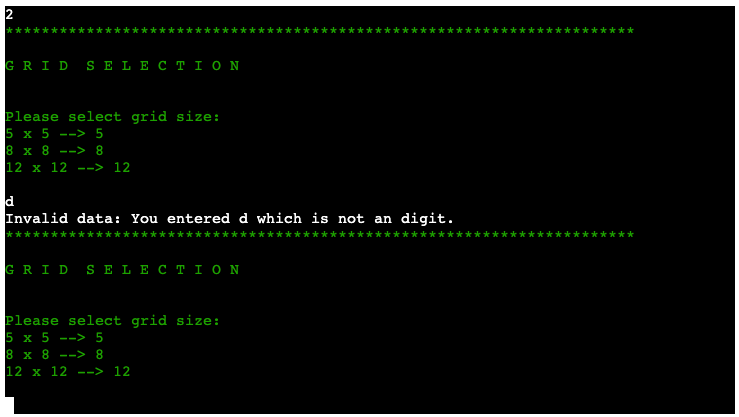 2
**********************************************************************
G R I D  S E L E C T I O N
Please select grid size:
5 x 5 --> 5
8 x 8 --> 8
12 x 12 --> 12
d
Invalid data: You entered d which is not an digit.
**********************************************************************
G R I D  S E L E C T I O N
Please select grid size:
5 x 5 --> 5
8 x 8 --> 8
12 x 12 --> 12